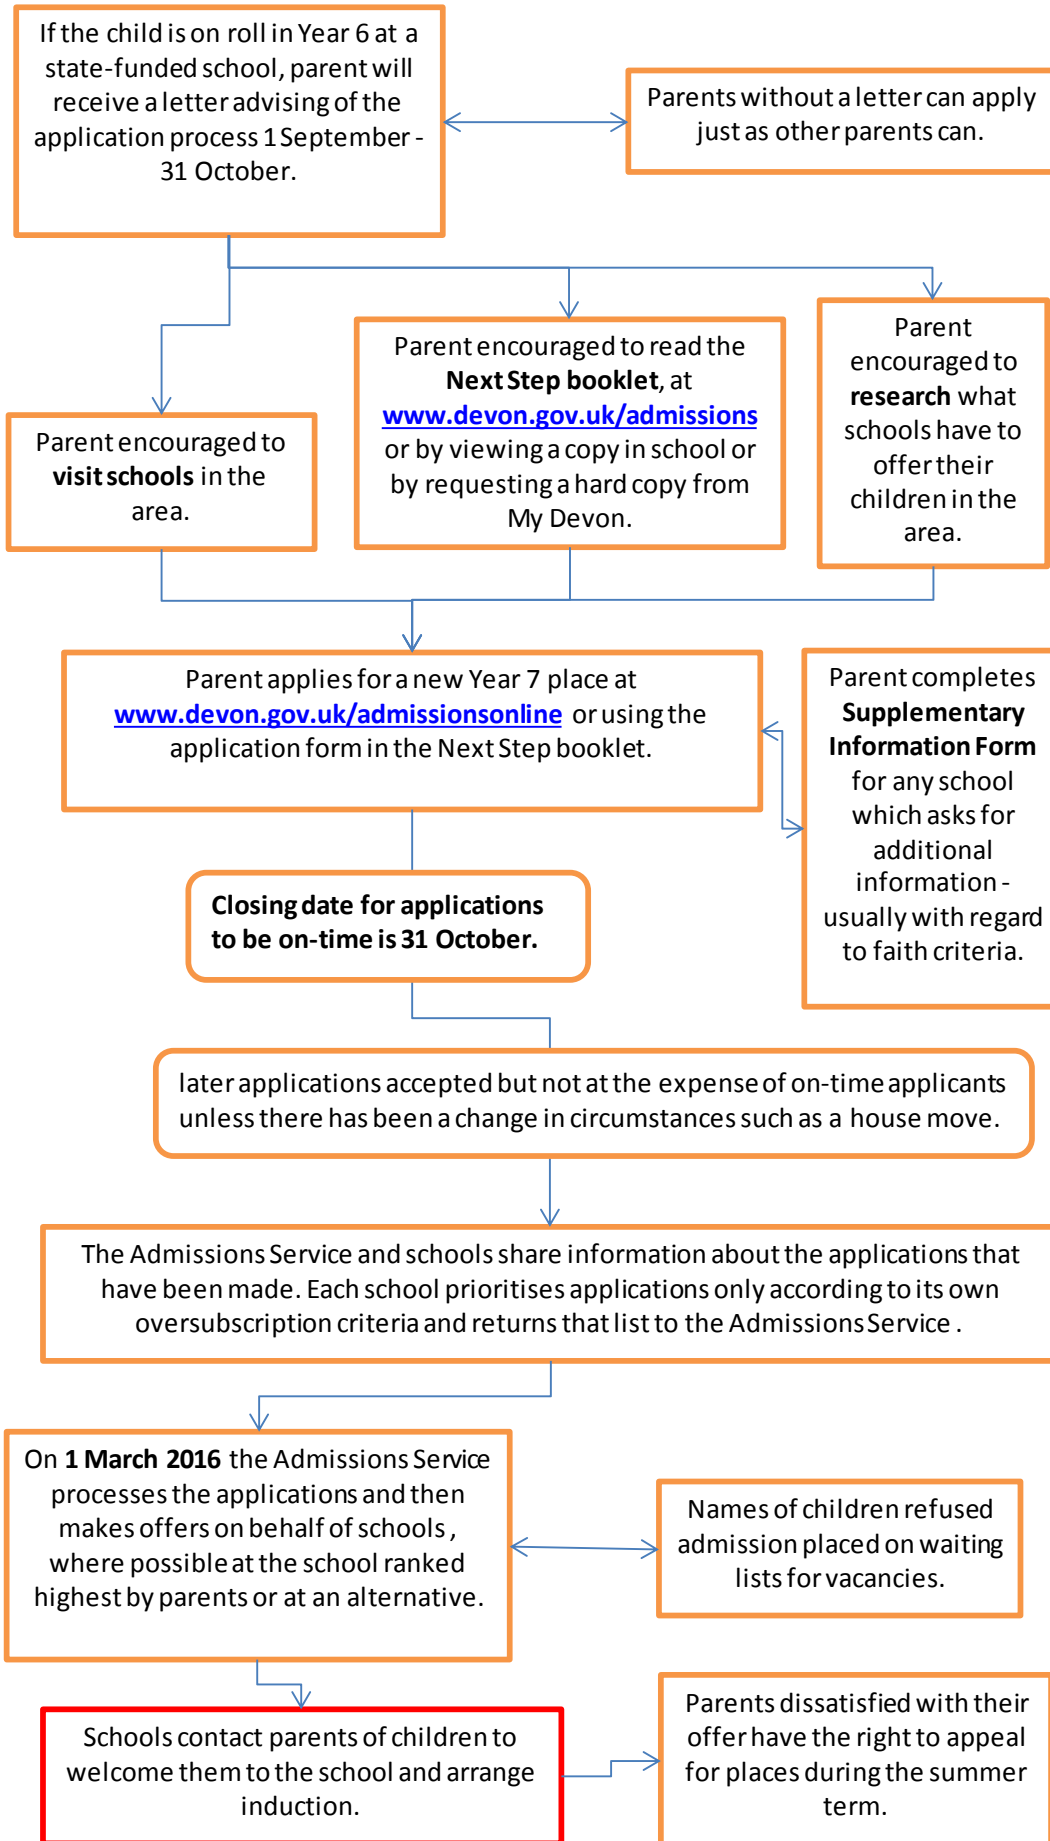 If the child is on roll in Year 6 at a
state-funded school, parent will
receive a letter advising of the
application process 1 September -
31 October.
Parents without a letter can apply
just as other parents can.
Parent encouraged to
visit schools in the
area.
Parent encouraged to read the
Next Step booklet, at
www.devon.gov.uk/admissions
or by viewing a copy in school or
by requesting a hard copy from
My Devon.
Parent
encouraged to
research what
schools have to
offer their
children in the
area.
Parent applies for a new Year 7 place at
www.devon.gov.uk/admissionsonline or using the
application form in the Next Step booklet.
Parent completes
Supplementary
Information Form
for any school
which asks for
additional
information -
usually with regard
to faith criteria.
Closing date for applications
to be on-time is 31 October.
later applications accepted but not at the expense of on-time applicants
unless there has been a change in circumstances such as a house move.
The Admissions Service and schools share information about the applications that
have been made. Each school prioritises applications only according to its own
oversubscription criteria and returns that list to the Admissions Service .
On 1 March 2016 the Admissions Service
processes the applications and then
makes offers on behalf of schools ,
where possible at the school ranked
highest by parents or at an alternative.
Names of children refused
admission placed on waiting
lists for vacancies.
Schools contact parents of children to
welcome them to the school and arrange
induction.
Parents dissatisfied with their
offer have the right to appeal
for places during the summer
term.